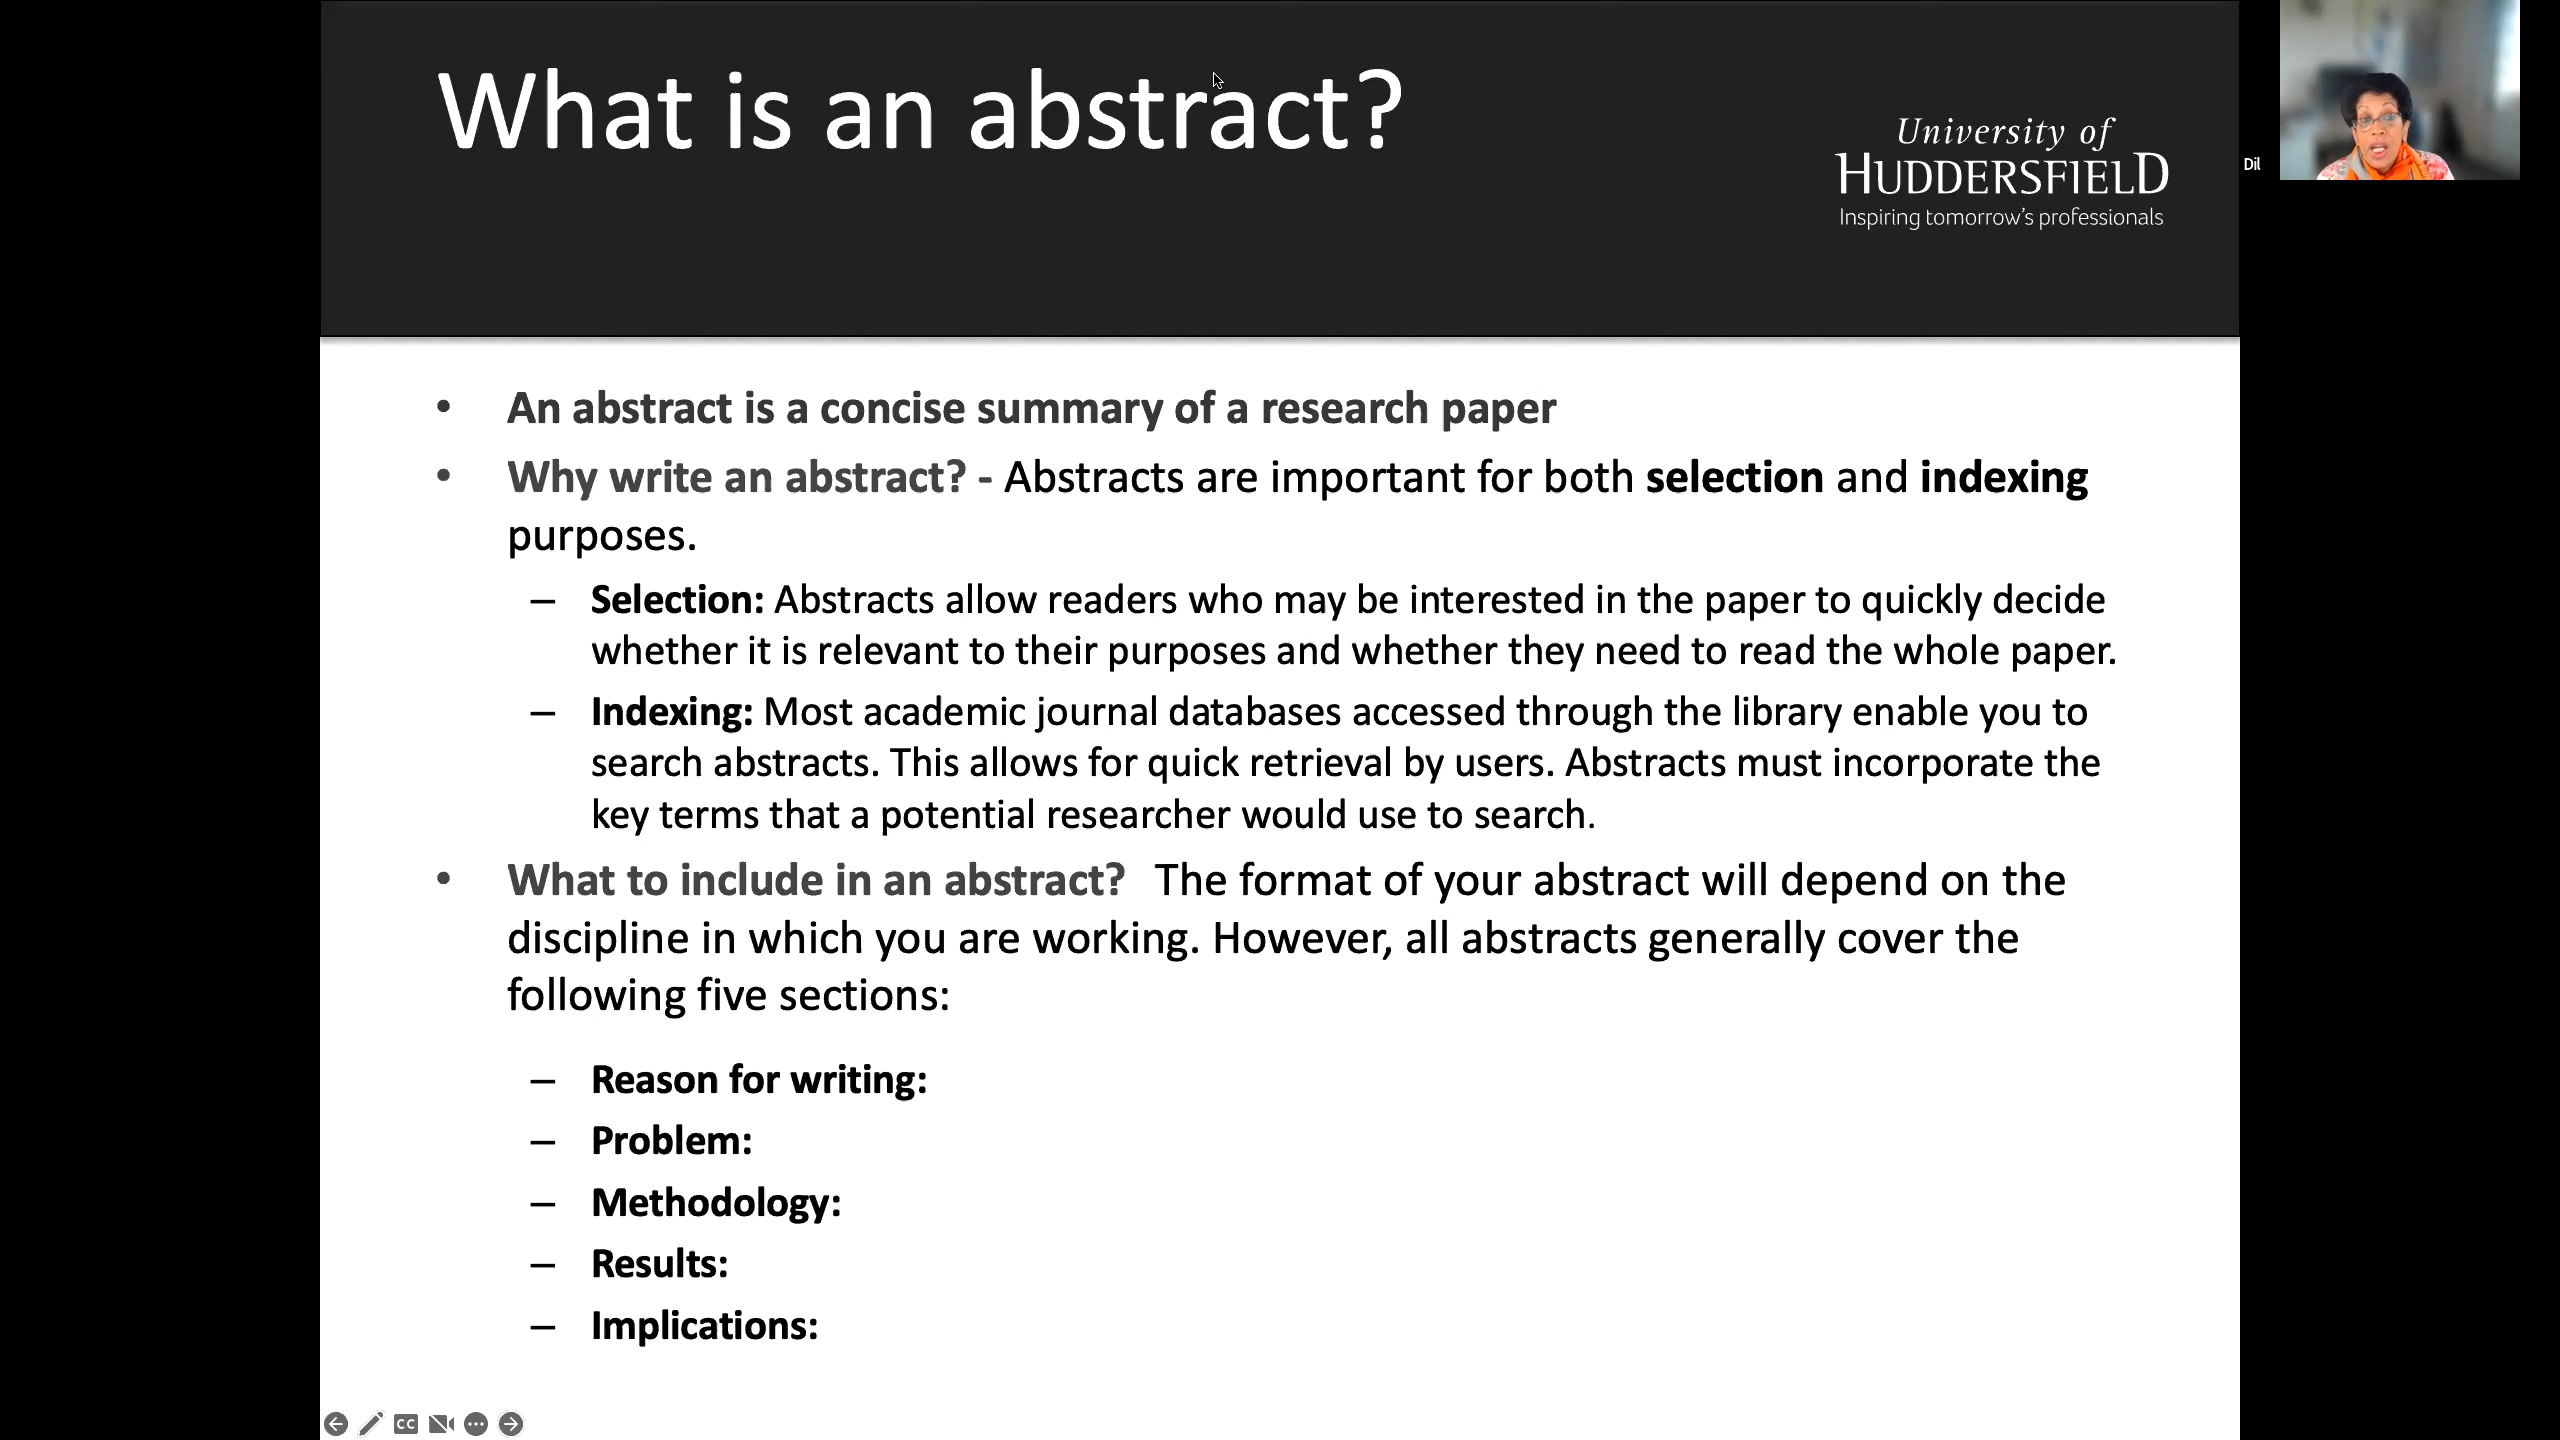 What is an abstract?
University of
HUDDERSFIELD
Inspiring tomorrow's professionals
Dil
• An abstract is a concise summary of a research paper
• Why write an abstract? - Abstracts are important for both selection and indexing
purposes.
– Selection: Abstracts allow readers who may be interested in the paper to quickly decide
whether it is relevant to their purposes and whether they need to read the whole paper.
– Indexing: Most academic journal databases accessed through the library enable you to
search abstracts. This allows for quick retrieval by users. Abstracts must incorporate the
key terms that a potential researcher would use to search.
• What to include in an abstract? The format of your abstract will depend on the
discipline in which you are working. However, all abstracts generally cover the
following five sections:
– Reason for writing:
– Problem:
– Methodology:
– Results:
– Implications:
CC